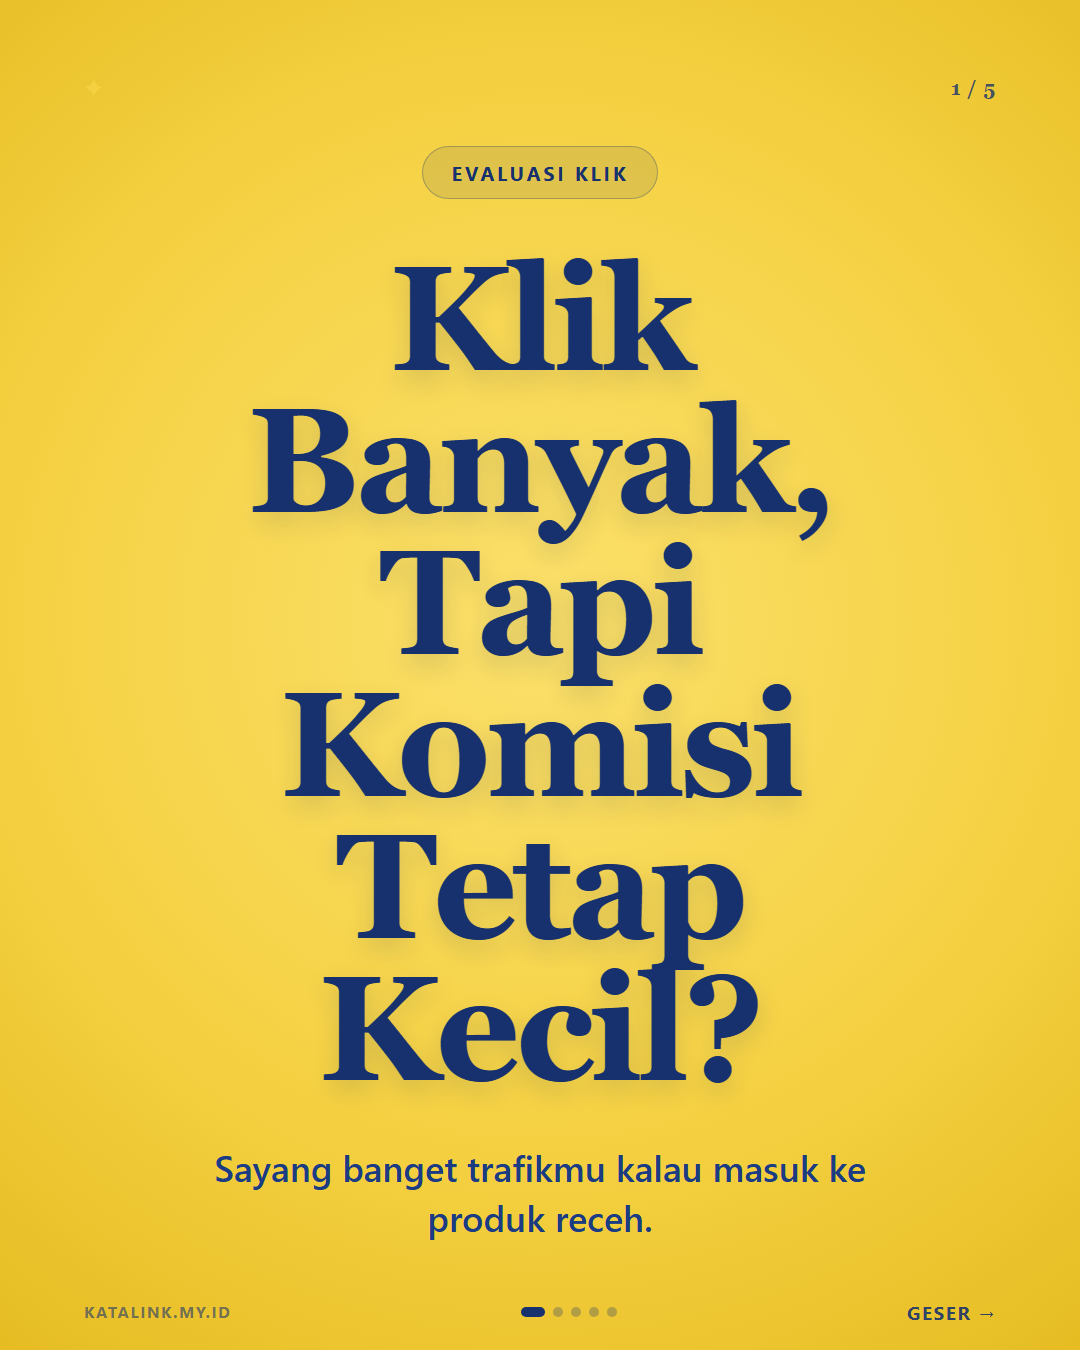 1 / 5
EVALUASI KLIK
Klik
Banyak,
Tapi
Komisi
Tetap
Kecil?
Sayang banget trafikmu kalau masuk ke
produk receh.
KATALINK.MY.ID
GESER →